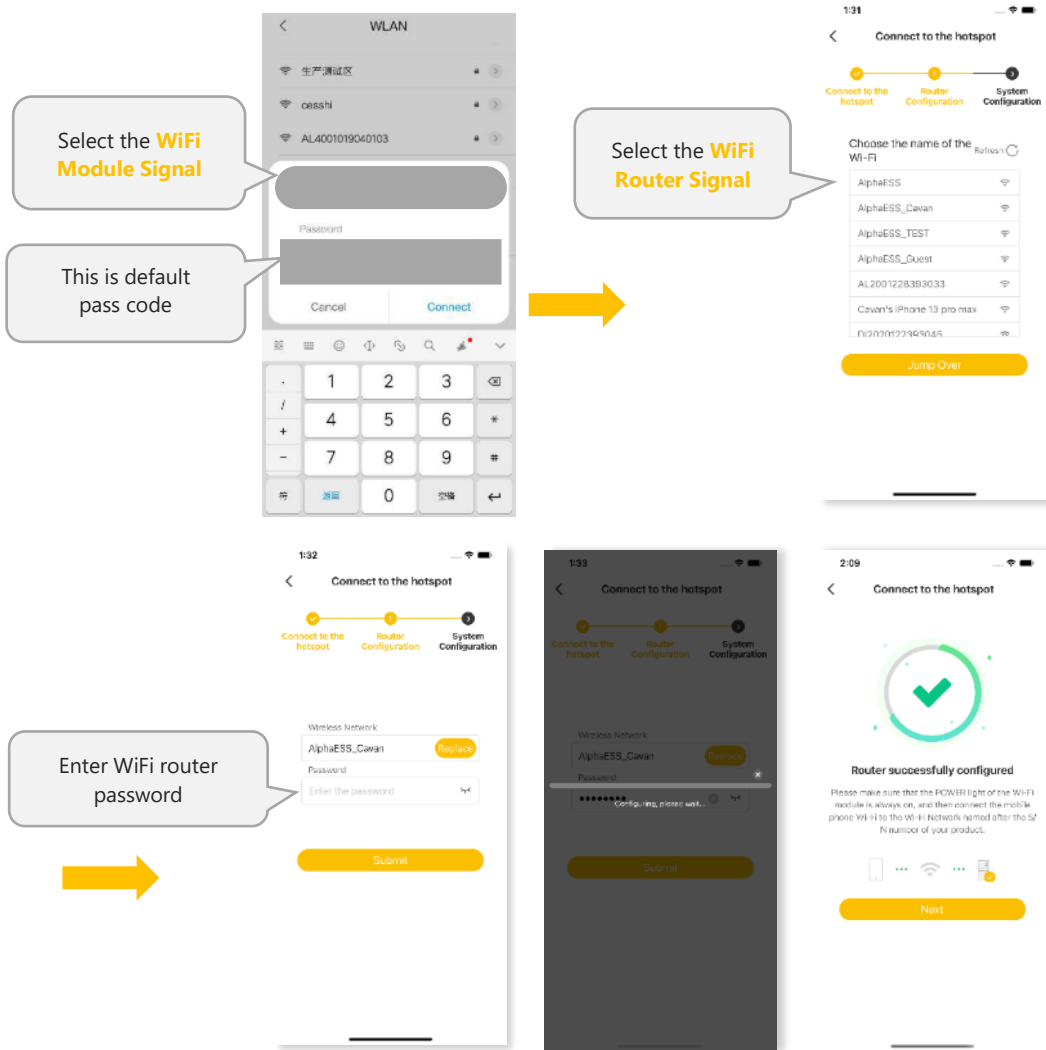 WLAN
生产测试区
cesshi
AL4001019040103
Select the WiFi
Module Signal
Password
This is default
pass code
Cancel
Connect
.
1
2
3
/
4
5
6
*
+
-
7
8
9
#
符
返回
0
空格
1:31
Connect to the hotspot
Connect to the
hotspot
Router
Configuration
System
Configuration
Select the WiFi
Router Signal
Choose the name of the
Wi-Fi
Refresh
AlphaESS
AlphaESS_Cavan
AlphaESS_TEST
AlphaESS_Guest
AL2001228393033
Cavan's iPhone 13 pro max
DI2020122393045
Jump Over
1:32
Connect to the hotspot
Connect to the
hotspot
Router
Configuration
System
Configuration
Wireless Network
AlphaESS_Cavan
Replace
Password
Enter the password
Submit
Enter WiFi router
password
1:33
Connect to the hotspot
Connect to the
hotspot
Router
Configuration
System
Configuration
Wireless Network
AlphaESS_Cavan
Replace
Password
Configuring, please wait...
Submit
2:09
Connect to the hotspot
Router successfully configured
Please make sure that the POWER light of the Wi-Fi
module is always on, and then connect the mobile
phone Wi-Fi to the Wi-Fi Network named after the S/
N number of your product.
Next